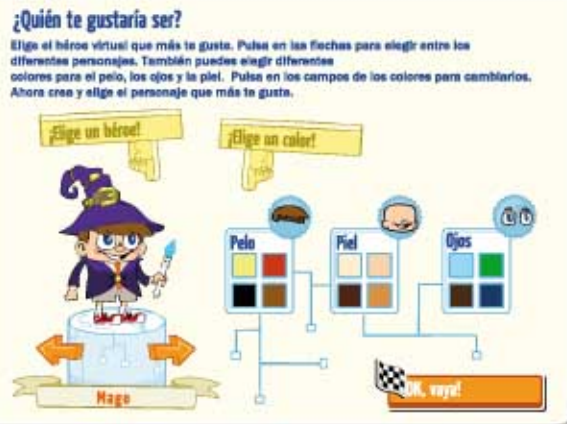 ¿Quién te gustaría ser?
Elige el héroe virtual que más te guste. Pulsa en las flechas para elegir entre los
diferentes personajes. También puedes elegir diferentes
colores para el pelo, los ojos y la piel. Pulsa en los campos de los colores para cambiarlos.
Ahora crea y elige el personaje que más te gusta.
¡Elige un héroe!
¡Elige un color!
Pelo
Piel
Ojos
Mago
OK, vaya!